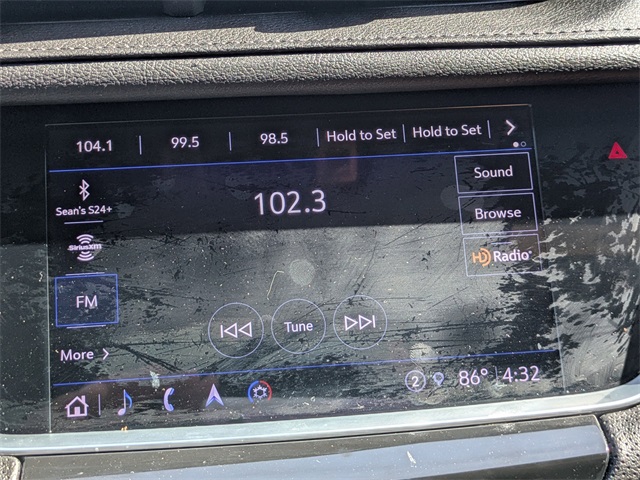 104.1 99.5 98.5 Hold to Set Hold to Set
Sean's S24+
102.3
Sound
SiriusXM
Browse
HD Radio
FM
Tune
More
2 86° 4:32